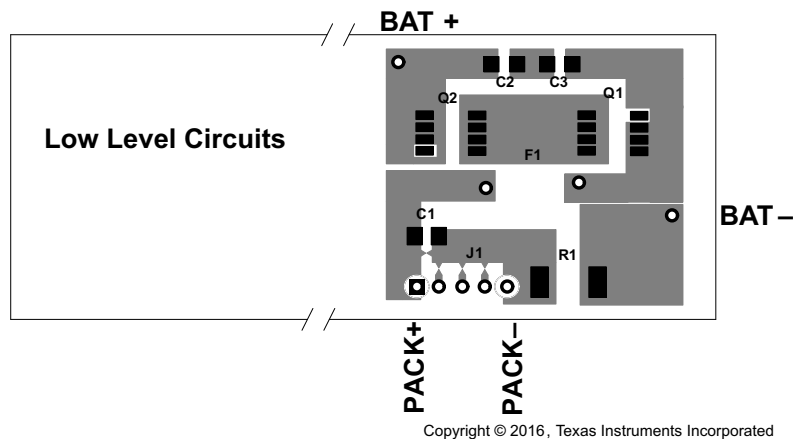 BAT +
C2
C3
Q2
Q1
Low Level Circuits
F1
C1
BAT –
J1
R1
PACK+
PACK–
Copyright © 2016, Texas Instruments Incorporated